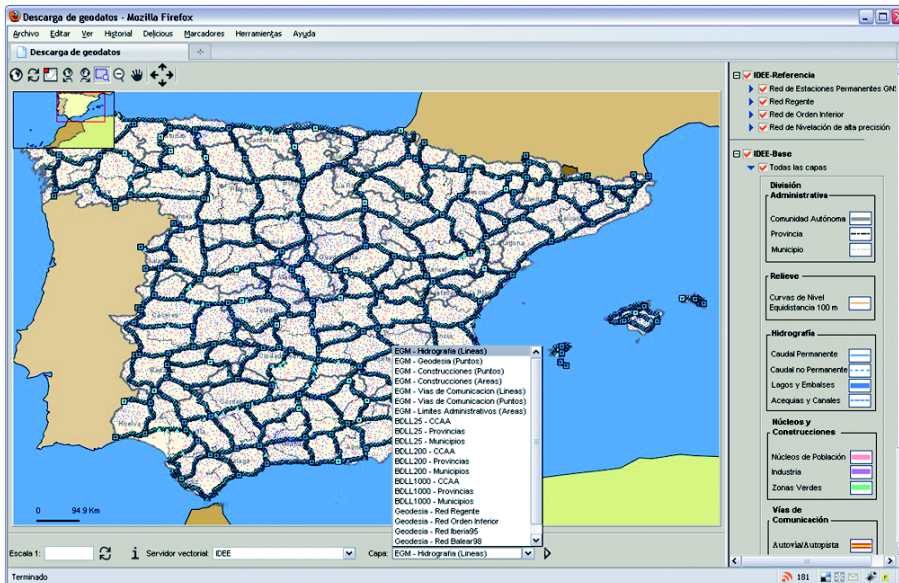 Descarga de geodatos - Mozilla Firefox
Archivo Editar Ver Historial Delicious Marcadores Herramientas Ayuda
Descarga de geodatos
IDEE-Referencia
Red de Estaciones Permanentes GNS
Red Regente
Red de Orden Inferior
Red de Nivelación de alta precisión
IDEE-Base
Todas las capas
División
Administrativa
Comunidad Autónoma
Provincia
Municipio
Relieve
Curvas de Nivel
Equidistancia 100 m
Hidrografía
Caudal Permanente
Caudal no Permanente
Lagos y Embalses
Acequias y Canales
Núcleos y
Construcciones
Núcleos de Población
Industria
Zonas Verdes
Vías de
Comunicación
Autovía/Autopista
Huelva
0 94.9 Km
EGM - Hidrografía (Lineas)
EGM - Geodesia (Puntos)
EGM - Construcciones (Puntos)
EGM - Construcciones (Areas)
EGM - Vias de Comunicacion (Lineas)
EGM - Vias de Comunicacion (Puntos)
EGM - Limites Administrativos (Areas)
BDLL25 - CCAA
BDLL25 - Provincias
BDLL25 - Municipios
BDLL200 - CCAA
BDLL200 - Provincias
BDLL200 - Municipios
BDLL1000 - CCAA
BDLL1000 - Provincias
BDLL1000 - Municipios
Geodesia - Red Regente
Geodesia - Red Orden Inferior
Geodesia - Red Iberia95
Geodesia - Red Balear98
Escala 1: Servidor vectorial: IDEE Capa: EGM - Hidrografía (Lineas)
Terminado 181